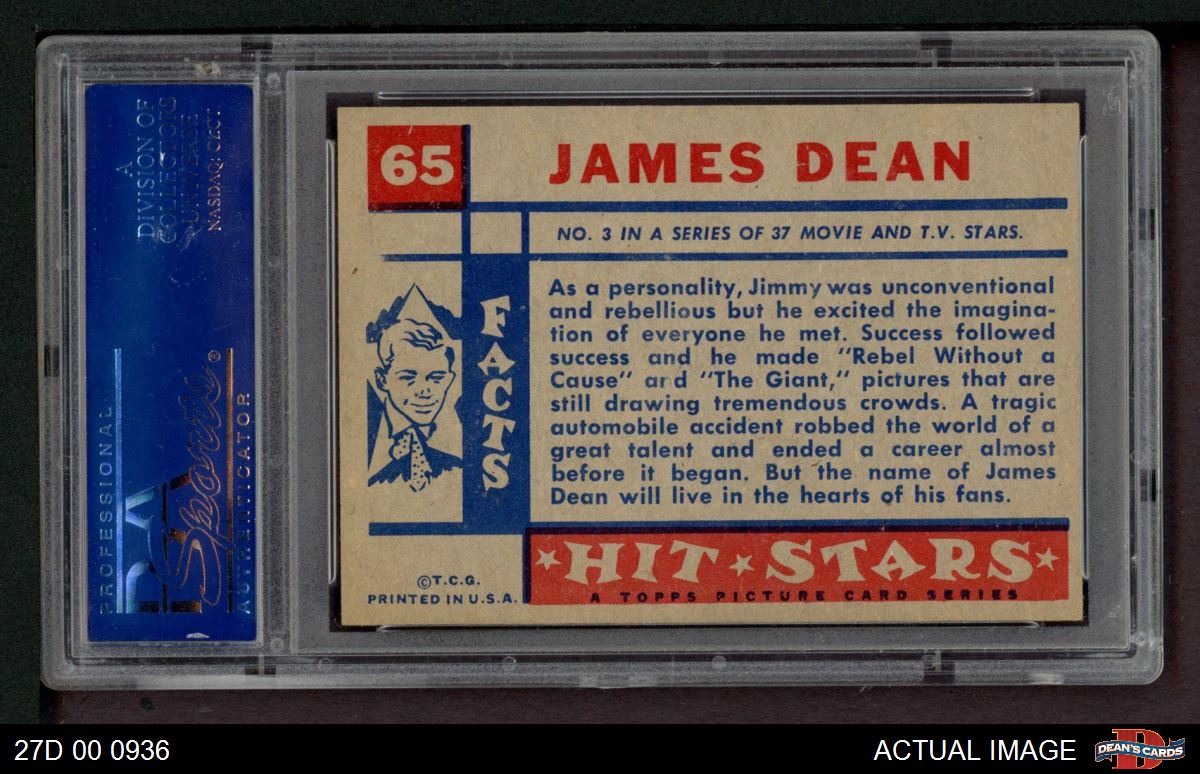 A
DIVISION OF
COLLECTORS
UNIVERSE
NASDAQ: CLCT
PROFESSIONAL
PSA
Sports®
AUTHENTICATOR
65
JAMES DEAN
NO. 3 IN A SERIES OF 37 MOVIE AND T.V. STARS.
FACTS
As a personality, Jimmy was unconventional
and rebellious but he excited the imagina-
tion of everyone he met. Success followed
success and he made "Rebel Without a
Cause" and "The Giant," pictures that are
still drawing tremendous crowds. A tragic
automobile accident robbed the world of a
great talent and ended a career almost
before it began. But the name of James
Dean will live in the hearts of his fans.
©T.C.G.
PRINTED IN U.S.A.
HIT STARS
A TOPPS PICTURE CARD SERIES
27D 00 0936
ACTUAL IMAGE
DEAN'S CARDS